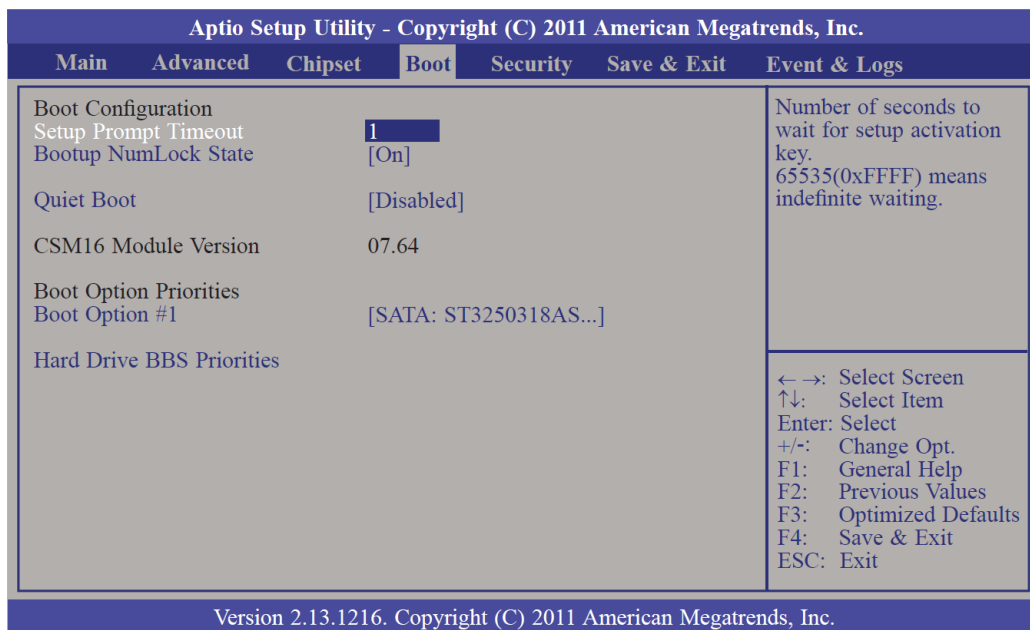 Aptio Setup Utility - Copyright (C) 2011 American Megatrends, Inc.
Main Advanced Chipset Boot Security Save & Exit Event & Logs
Boot Configuration
Setup Prompt Timeout 1
Bootup NumLock State [On]
Quiet Boot [Disabled]
CSM16 Module Version 07.64
Boot Option Priorities
Boot Option #1 [SATA: ST3250318AS...]
Hard Drive BBS Priorities
Number of seconds to
wait for setup activation
key.
65535(0xFFFF) means
indefinite waiting.
← →: Select Screen
↑↓: Select Item
Enter: Select
+/-: Change Opt.
F1: General Help
F2: Previous Values
F3: Optimized Defaults
F4: Save & Exit
ESC: Exit
Version 2.13.1216. Copyright (C) 2011 American Megatrends, Inc.